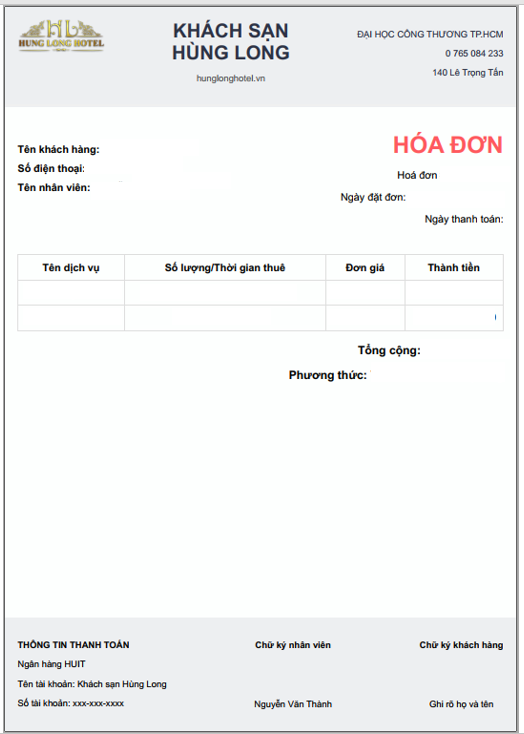 HUNG LONG HOTEL
KHÁCH SẠN
HÙNG LONG
hunglonghotel.vn
ĐẠI HỌC CÔNG THƯƠNG TP.HCM
0 765 084 233
140 Lê Trọng Tấn
HÓA ĐƠN
Tên khách hàng:
Số điện thoại:
Tên nhân viên:
Hoá đơn
Ngày đặt đơn:
Ngày thanh toán:
Tên dịch vụ Số lượng/Thời gian thuê Đơn giá Thành tiền
Tổng cộng:
Phương thức:
THÔNG TIN THANH TOÁN
Ngân hàng HUIT
Tên tài khoản: Khách sạn Hùng Long
Số tài khoản: xxx-xxx-xxxx
Chữ ký nhân viên
Nguyễn Văn Thành
Chữ ký khách hàng
Ghi rõ họ và tên